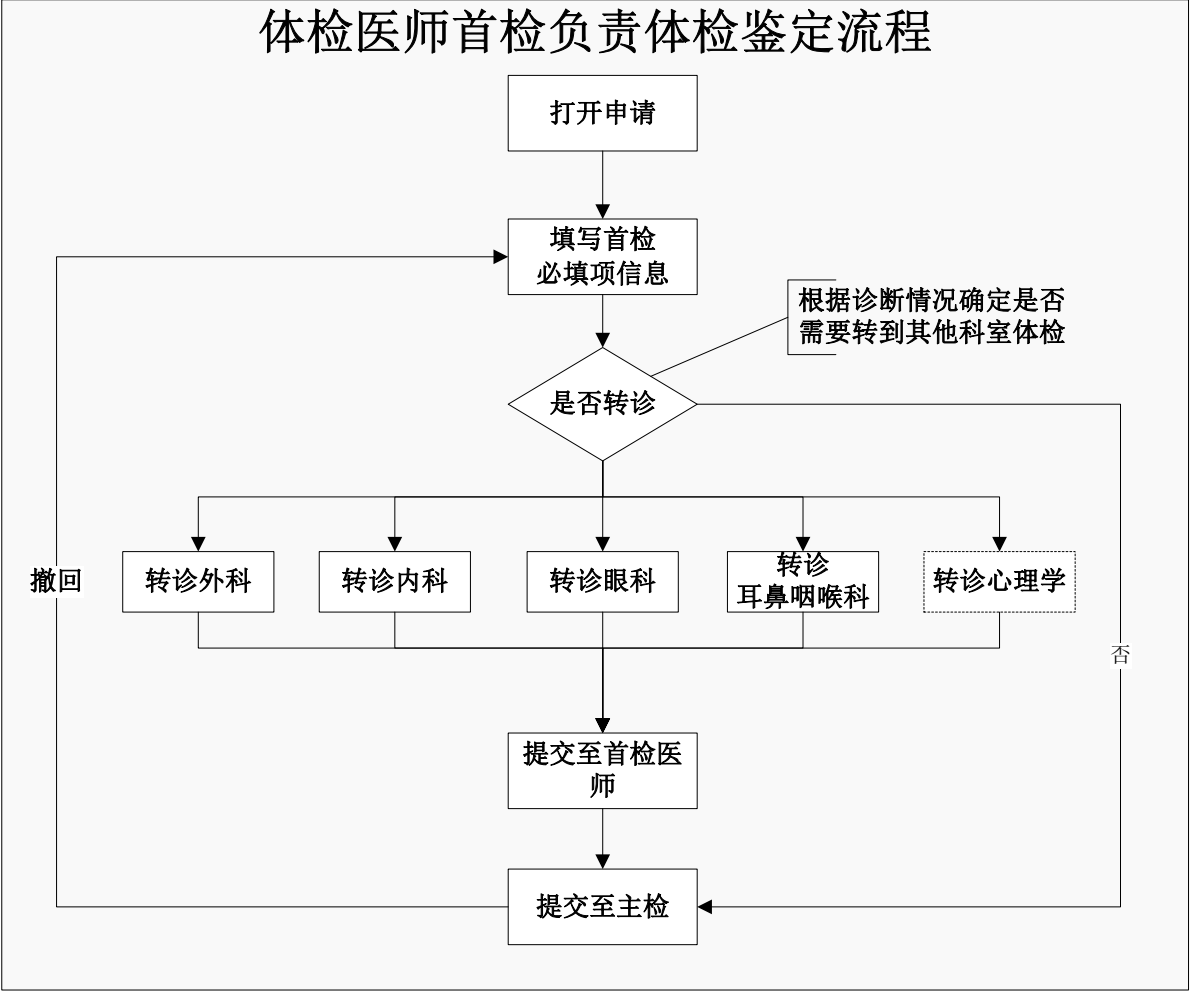 体检医师首检负责体检鉴定流程
打开申请
填写首检
必填项信息
根据诊断情况确定是否
需要转到其他科室体检
是否转诊
撤回
转诊外科
转诊内科
转诊眼科
转诊
耳鼻咽喉科
转诊心理学
否
提交至首检医
师
提交至主检